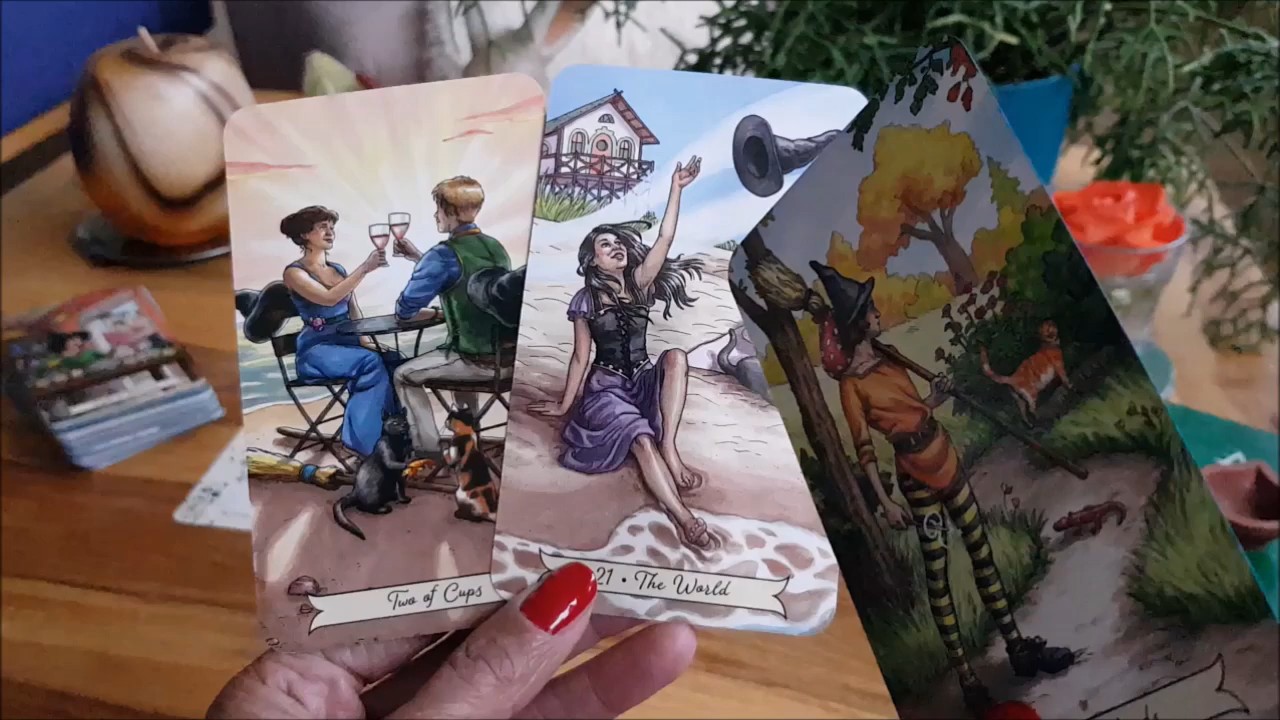 Two of Cups
21 • The World